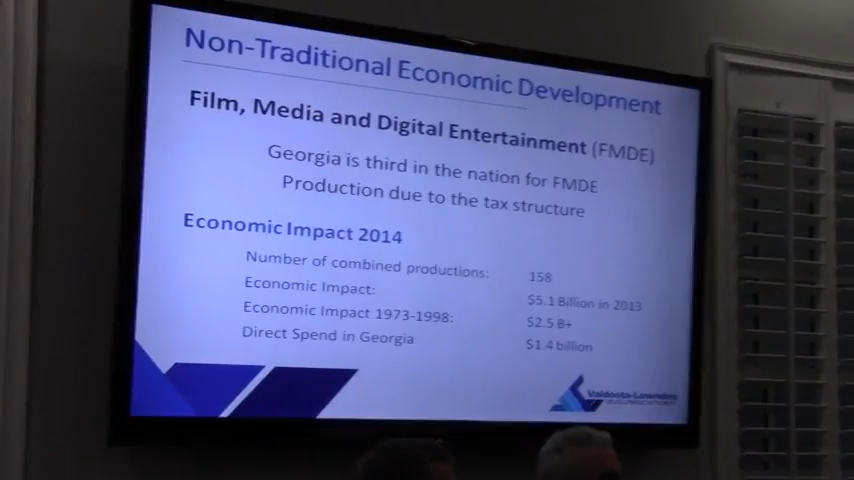 Non-Traditional Economic Development
Film, Media and Digital Entertainment (FMDE)
Georgia is third in the nation for FMDE
Production due to the tax structure
Economic Impact 2014
Number of combined productions: 158
Economic Impact: $5.1 Billion in 2013
Economic Impact 1973-1998: $2.5 B+
Direct Spend in Georgia $1.4 billion
Valdosta-Lowndes
DEVELOPMENT AUTHORITY